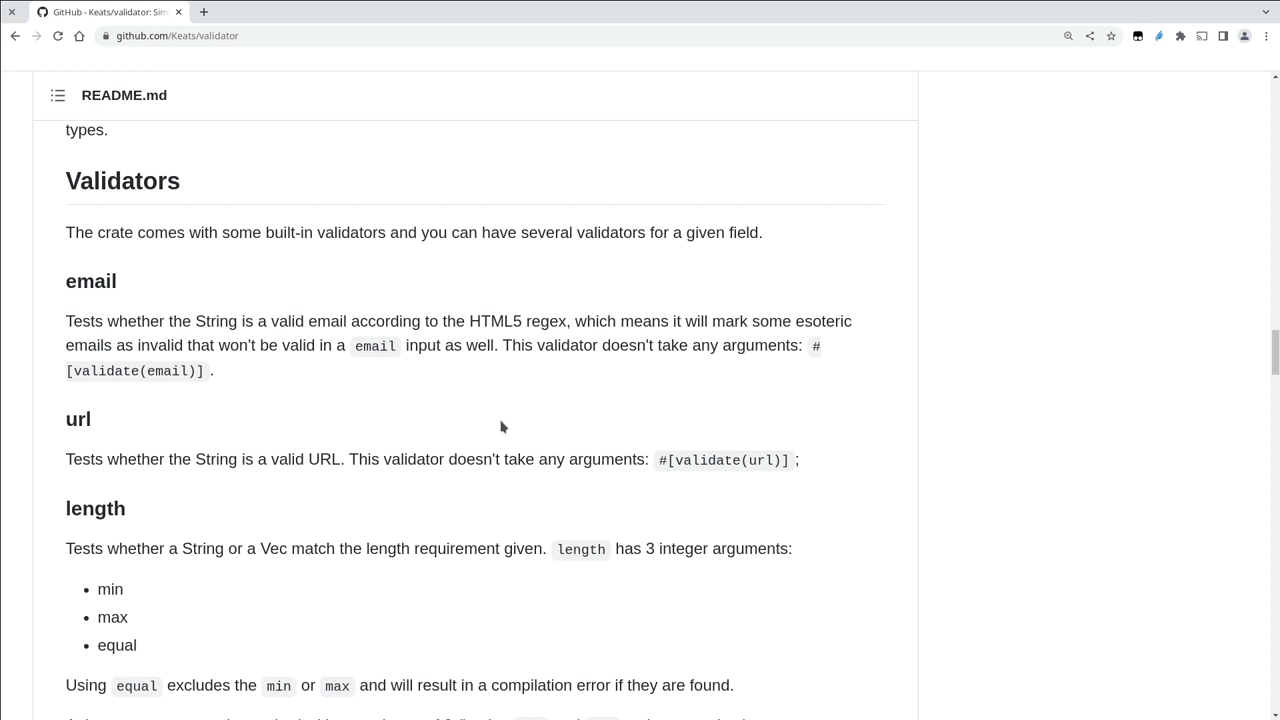 GitHub - Keats/validator: Sim
github.com/Keats/validator
README.md
types.
Validators
The crate comes with some built-in validators and you can have several validators for a given field.
email
Tests whether the String is a valid email according to the HTML5 regex, which means it will mark some esoteric
emails as invalid that won't be valid in a email input as well. This validator doesn't take any arguments: #
[validate(email)] .
url
Tests whether the String is a valid URL. This validator doesn't take any arguments: #[validate(url)] ;
length
Tests whether a String or a Vec match the length requirement given. length has 3 integer arguments:
• min
• max
• equal
Using equal excludes the min or max and will result in a compilation error if they are found.